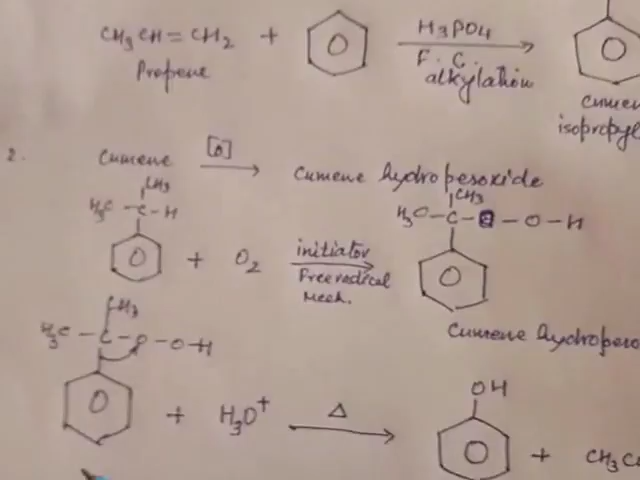 CH3CH=CH2 + H3PO4
Propene F.C. alkylation
Cumen
isopropyl
2. Cumene [O] Cumene hydroperoxide
CH3 CH3
H3C-C-H H3C-C-O-O-H
+ O2 initiator
Free radical
Mech.
Cumene hydropero
CH3
H3C-C-O-O-H
OH
+ H3O+ Δ + CH3C